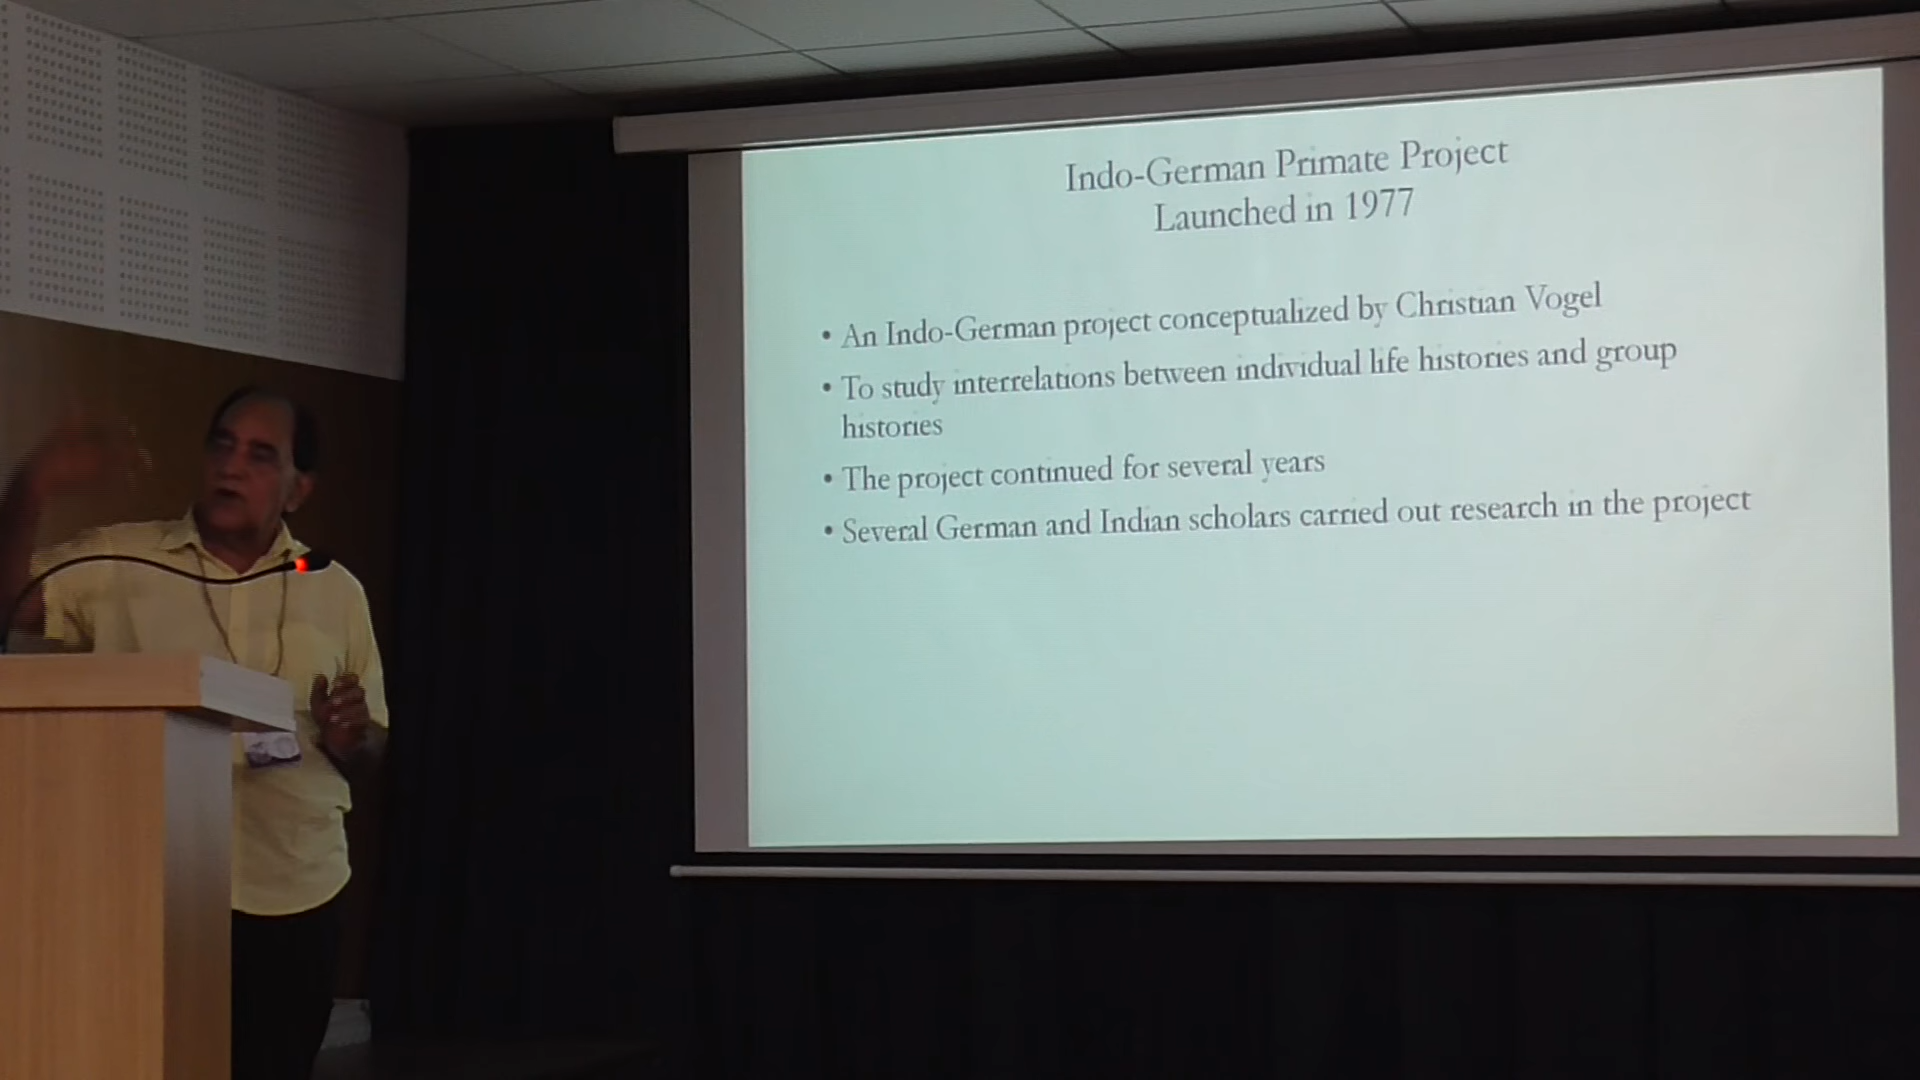 Indo-German Primate Project
Launched in 1977
• An Indo-German project conceptualized by Christian Vogel
• To study interrelations between individual life histories and group
histories
• The project continued for several years
• Several German and Indian scholars carried out research in the project